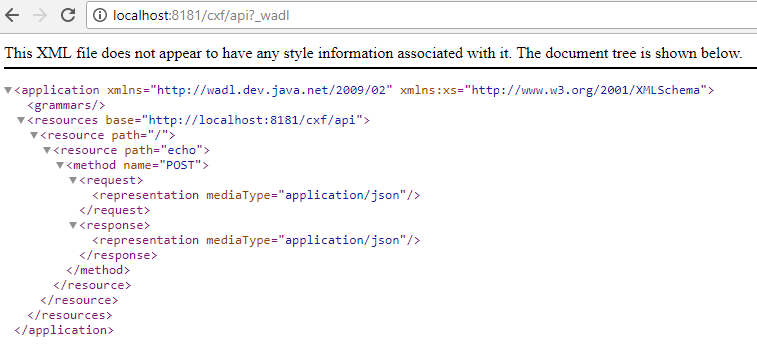 localhost:8181/cxf/api?_wadl
This XML file does not appear to have any style information associated with it. The document tree is shown below.
▼<application xmlns="http://wadl.dev.java.net/2009/02" xmlns:xs="http://www.w3.org/2001/XMLSchema">
<grammars/>
▼<resources base="http://localhost:8181/cxf/api">
▼<resource path="/">
▼<resource path="echo">
▼<method name="POST">
▼<request>
<representation mediaType="application/json"/>
</request>
▼<response>
<representation mediaType="application/json"/>
</response>
</method>
</resource>
</resource>
</resources>
</application>